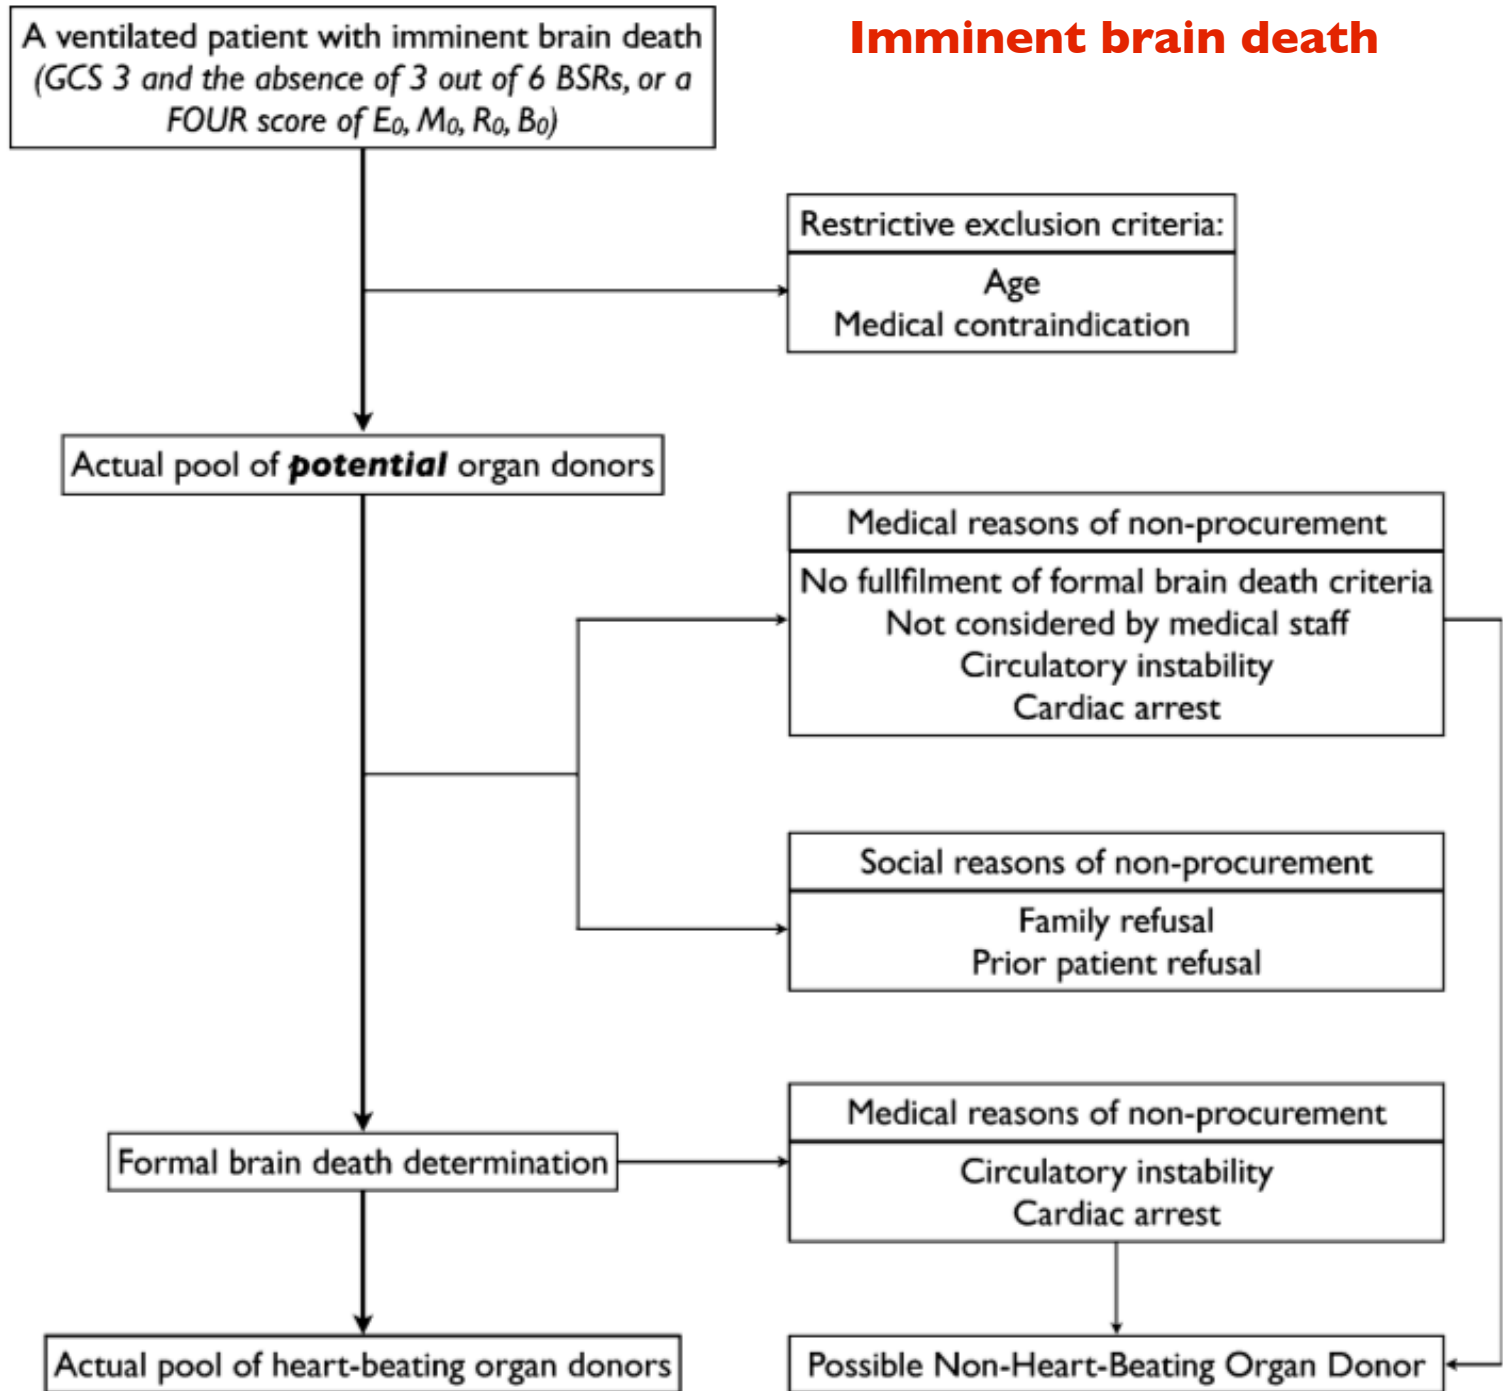 Imminent brain death
A ventilated patient with imminent brain death
(GCS 3 and the absence of 3 out of 6 BSRs, or a
FOUR score of E0, M0, R0, B0)
Restrictive exclusion criteria:
Age
Medical contraindication
Actual pool of potential organ donors
Medical reasons of non-procurement
No fullfilment of formal brain death criteria
Not considered by medical staff
Circulatory instability
Cardiac arrest
Social reasons of non-procurement
Family refusal
Prior patient refusal
Formal brain death determination
Medical reasons of non-procurement
Circulatory instability
Cardiac arrest
Actual pool of heart-beating organ donors
Possible Non-Heart-Beating Organ Donor